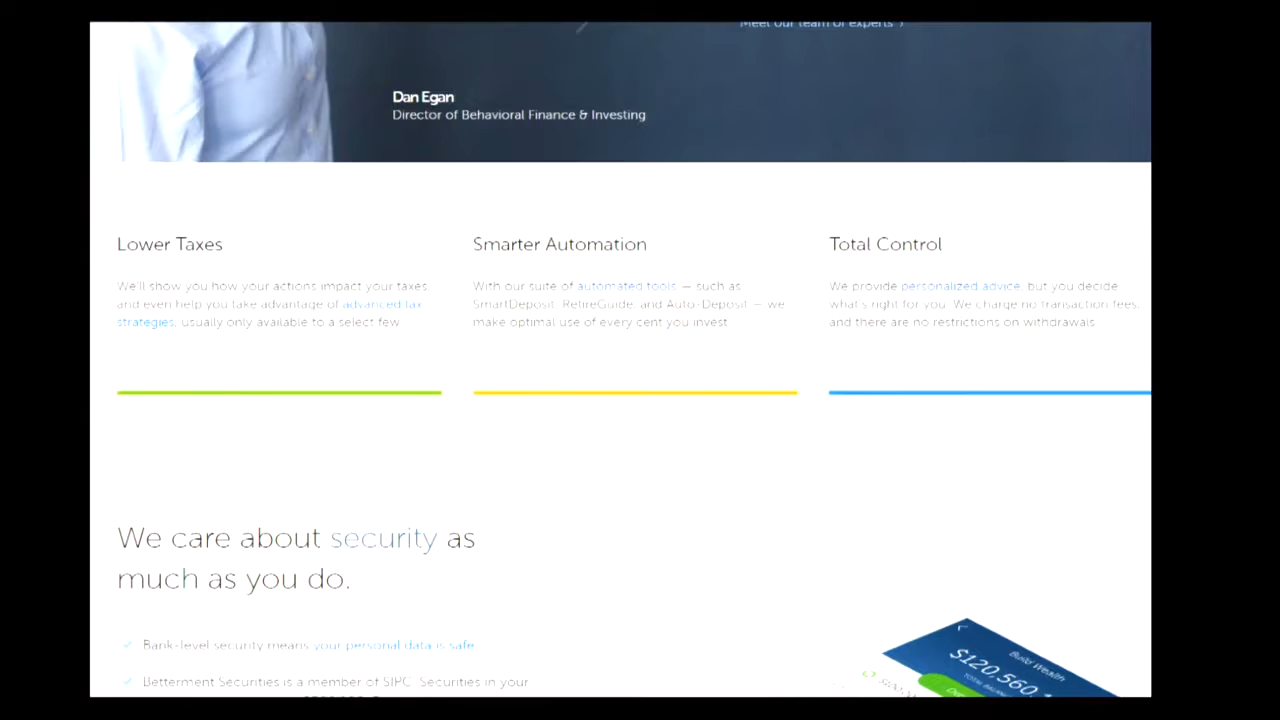 Meet our team of experts ›
Dan Egan
Director of Behavioral Finance & Investing
Lower Taxes
We'll show you how your actions impact your taxes
and even help you take advantage of advanced tax
strategies, usually only available to a select few
Smarter Automation
With our suite of automated tools — such as
SmartDeposit, RetireGuide, and Auto-Deposit — we
make optimal use of every cent you invest
Total Control
We provide personalized advice, but you decide
what's right for you. We charge no transaction fees,
and there are no restrictions on withdrawals
We care about security as
much as you do.
✓ Bank-level security means your personal data is safe
✓ Betterment Securities is a member of SIPC. Securities in your
Build Wealth
$120,560.